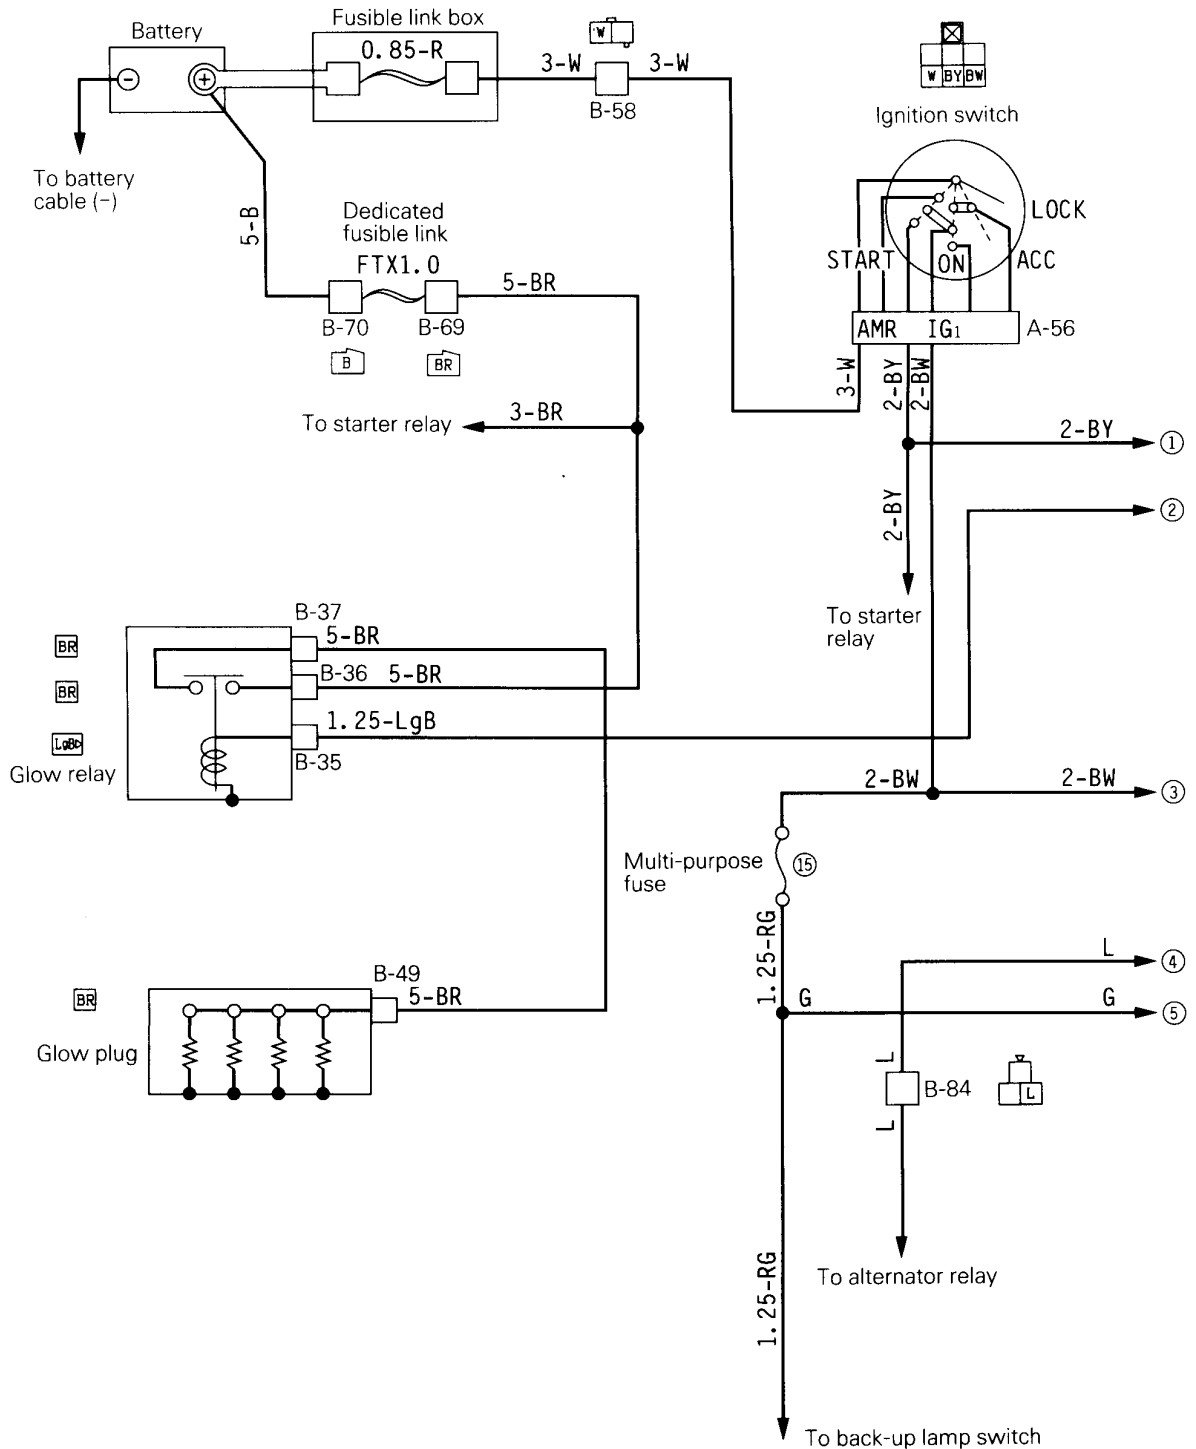 Fusible link box
Battery
0.85-R
W
3-W
3-W
B-58
W BY BW
Ignition switch
To battery
cable (-)
5-B
Dedicated
fusible link
FTX1.0
5-BR
B-70
B-69
B
BR
LOCK
START
ON
ACC
AMR
IG1
A-56
3-W
2-BY
2-BW
To starter relay
3-BR
2-BY
1
2
2-BY
To starter
relay
B-37
BR
5-BR
B-36
5-BR
BR
1.25-LgB
LgB
B-35
Glow relay
2-BW
2-BW
3
Multi-purpose
fuse
15
1.25-RG
L
4
G
G
5
B-49
BR
5-BR
Glow plug
L
B-84
L
L
1.25-RG
To alternator relay
To back-up lamp switch